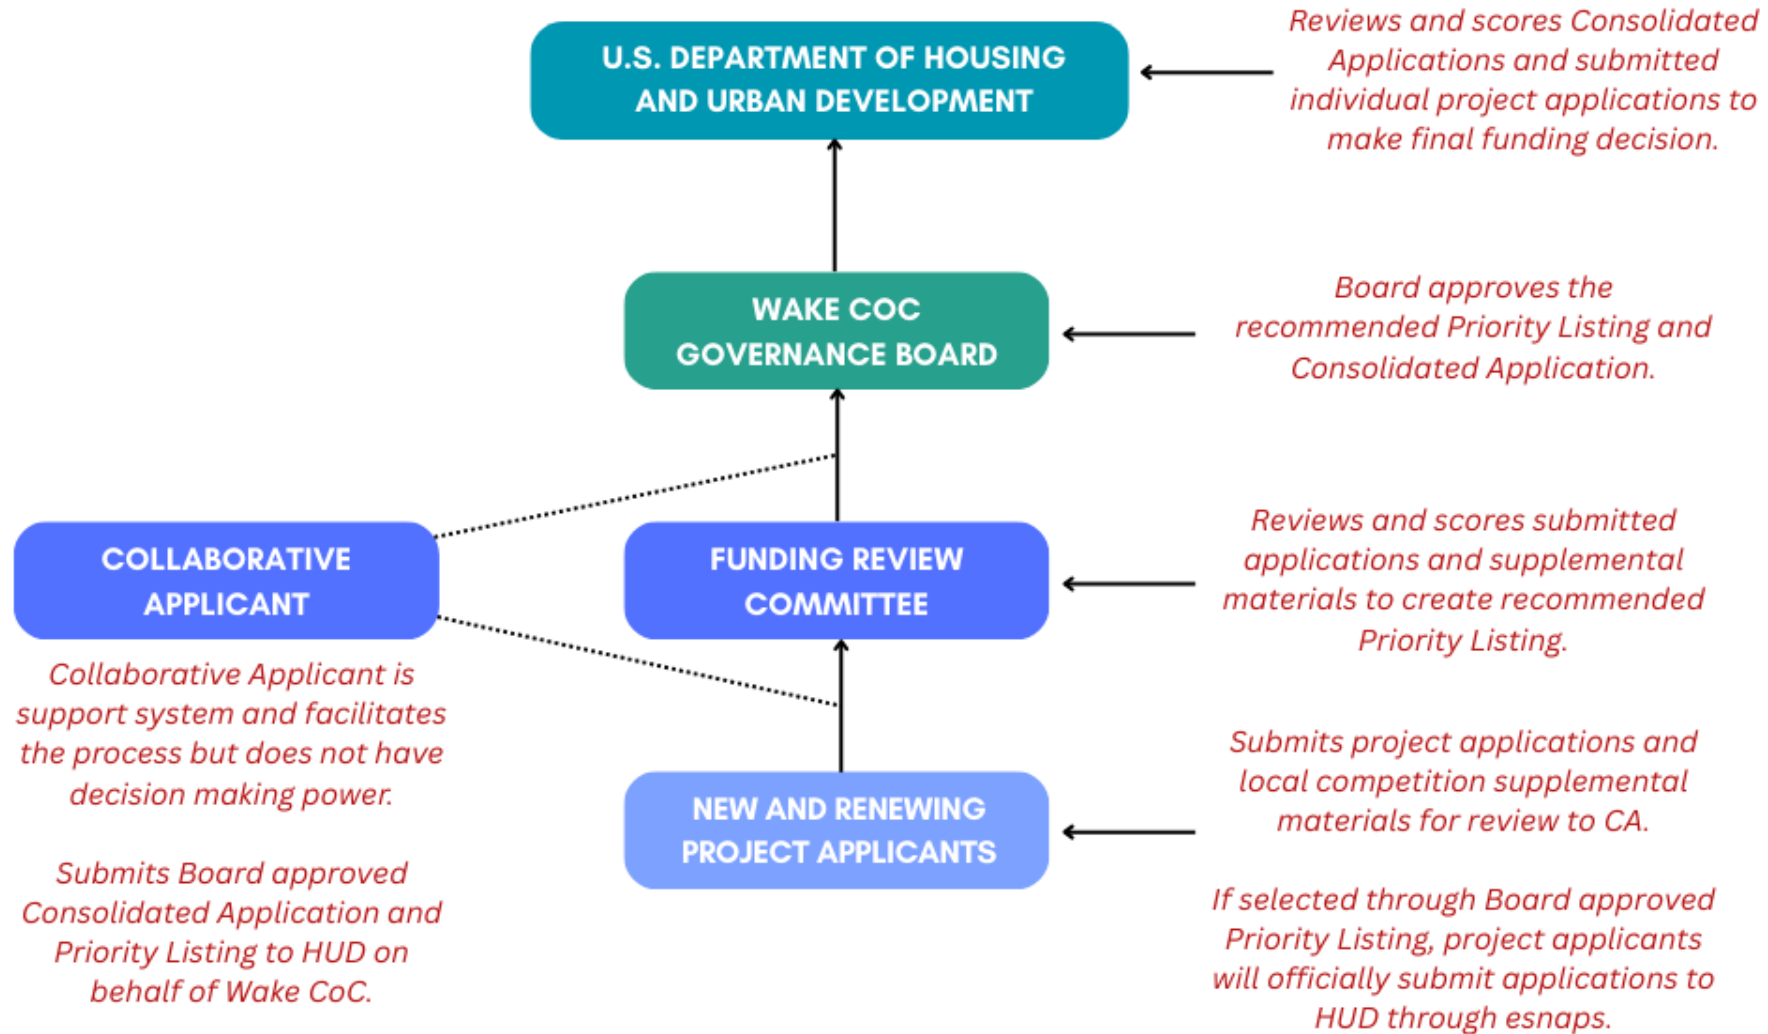 U.S. DEPARTMENT OF HOUSING
AND URBAN DEVELOPMENT
Reviews and scores Consolidated
Applications and submitted
individual project applications to
make final funding decision.
WAKE COC
GOVERNANCE BOARD
Board approves the
recommended Priority Listing and
Consolidated Application.
COLLABORATIVE
APPLICANT
Collaborative Applicant is
support system and facilitates
the process but does not have
decision making power.
Submits Board approved
Consolidated Application and
Priority Listing to HUD on
behalf of Wake CoC.
FUNDING REVIEW
COMMITTEE
Reviews and scores submitted
applications and supplemental
materials to create recommended
Priority Listing.
NEW AND RENEWING
PROJECT APPLICANTS
Submits project applications and
local competition supplemental
materials for review to CA.
If selected through Board approved
Priority Listing, project applicants
will officially submit applications to
HUD through esnaps.